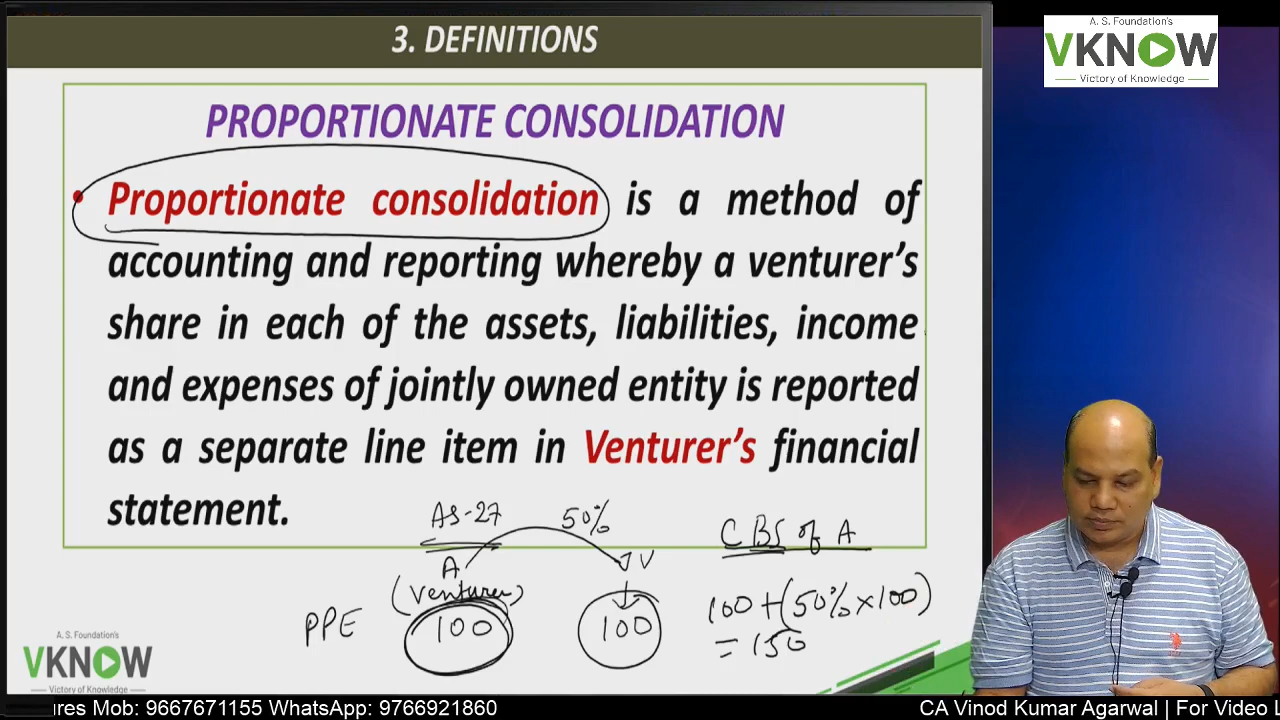 3. DEFINITIONS
A. S. Foundation's
VKNOW
Victory of Knowledge
PROPORTIONATE CONSOLIDATION
• Proportionate consolidation is a method of
accounting and reporting whereby a venturer's
share in each of the assets, liabilities, income
and expenses of jointly owned entity is reported
as a separate line item in Venturer's financial
statement.
AS-27
50%
CBS of A
A
JV
(Venturer)
PPE
100
100
100+(50%×100)
=150
A. S. Foundation's
VKNOW
Victory of Knowledge
ures Mob: 9667671155 WhatsApp: 9766921860
CA Vinod Kumar Agarwal | For Video L